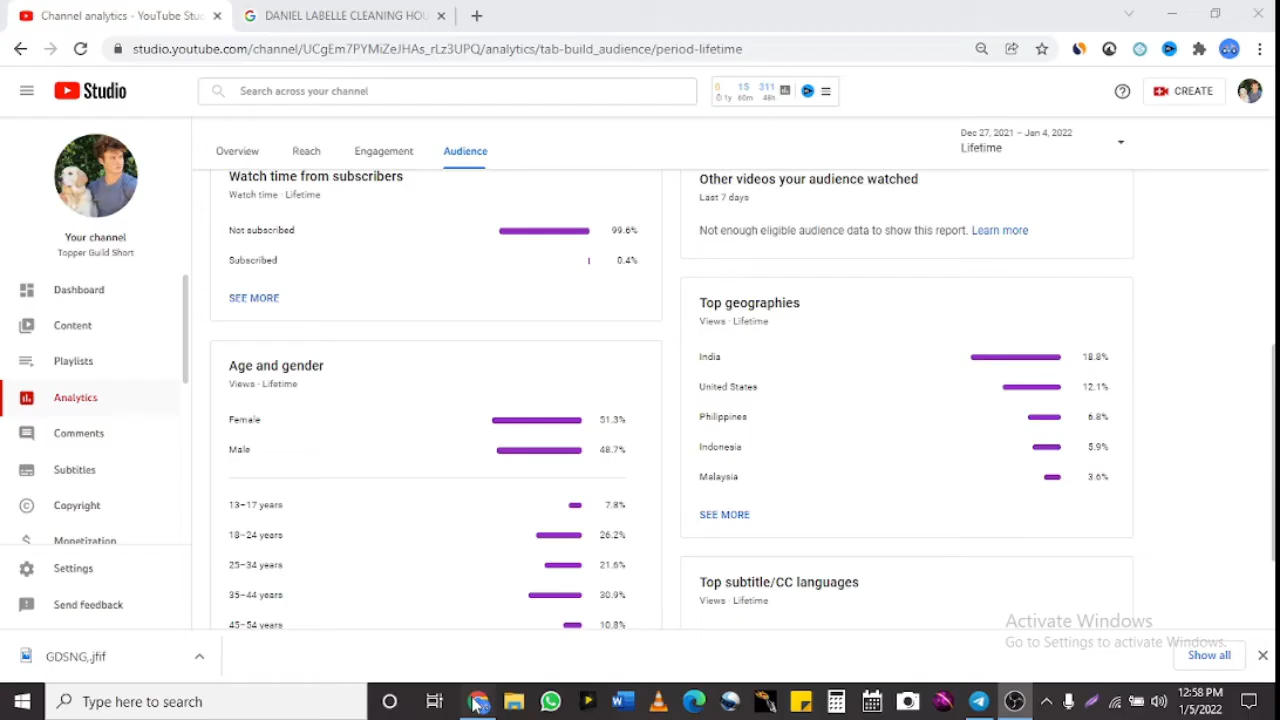 Channel analytics - YouTube Stud
DANIEL LABELLE CLEANING HOU
studio.youtube.com/channel/UCgEm7PYMiZeJHAs_rLz3UPQ/analytics/tab-build_audience/period-lifetime
Studio
Search across your channel
0 15 311
1y 60m 48h
CREATE
Your channel
Topper Guild Short
Dashboard
Content
Playlists
Analytics
Comments
Subtitles
Copyright
Monetization
Settings
Send feedback
Overview Reach Engagement Audience
Dec 27, 2021 – Jan 4, 2022
Lifetime
Watch time from subscribers
Watch time · Lifetime
Not subscribed 99.6%
Subscribed 0.4%
SEE MORE
Age and gender
Views · Lifetime
Female 51.3%
Male 48.7%
13–17 years 7.8%
18–24 years 26.2%
25–34 years 21.6%
35–44 years 30.9%
45–54 years 10.8%
Other videos your audience watched
Last 7 days
Not enough eligible audience data to show this report. Learn more
Top geographies
Views · Lifetime
India 18.8%
United States 12.1%
Philippines 6.8%
Indonesia 5.9%
Malaysia 3.6%
SEE MORE
Top subtitle/CC languages
Views · Lifetime
Activate Windows
Go to Settings to activate Windows.
GDSNG,.jfif
Show all
Type here to search
12:58 PM
1/5/2022